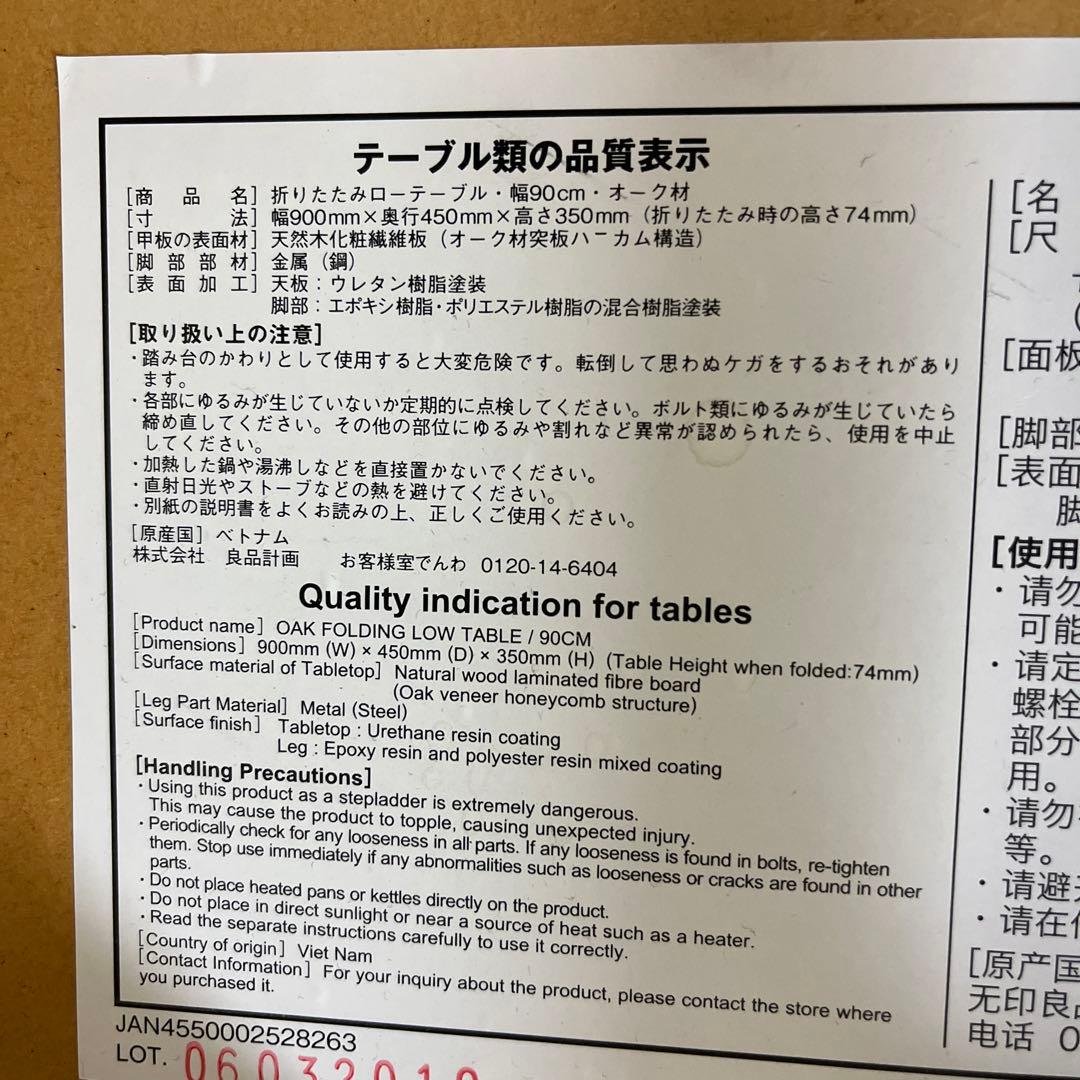 テーブル類の品質表示
[商品名] 折りたたみローテーブル・幅90cm・オーク材
[寸法] 幅900mm×奥行450mm×高さ350mm（折りたたみ時の高さ74mm）
[甲板の表面材] 天然木化粧繊維板（オーク材突板ハニカム構造）
[脚部部材] 金属（鋼）
[表面加工] 天板：ウレタン樹脂塗装
脚部：エポキシ樹脂・ポリエステル樹脂の混合樹脂塗装
[取り扱い上の注意]
・踏み台のかわりとして使用すると大変危険です。転倒して思わぬケガをするおそれがあり
ます。
・各部にゆるみが生じていないか定期的に点検してください。ボルト類にゆるみが生じていたら
締め直してください。その他の部位にゆるみや割れなど異常が認められたら、使用を中止
してください。
・加熱した鍋や湯沸しなどを直接置かないでください。
・直射日光やストーブなどの熱を避けてください。
・別紙の説明書をよくお読みの上、正しくご使用ください。
[原産国] ベトナム
株式会社 良品計画 お客様室でんわ 0120-14-6404
Quality indication for tables
[Product name] OAK FOLDING LOW TABLE / 90CM
[Dimensions] 900mm (W) × 450mm (D) × 350mm (H) (Table Height when folded:74mm)
[Surface material of Tabletop] Natural wood laminated fibre board
(Oak veneer honeycomb structure)
[Leg Part Material] Metal (Steel)
[Surface finish] Tabletop : Urethane resin coating
Leg : Epoxy resin and polyester resin mixed coating
[Handling Precautions]
・Using this product as a stepladder is extremely dangerous.
This may cause the product to topple, causing unexpected injury.
・Periodically check for any looseness in all parts. If any looseness is found in bolts, re-tighten
them. Stop use immediately if any abnormalities such as looseness or cracks are found in other
parts.
・Do not place heated pans or kettles directly on the product.
・Do not place in direct sunlight or near a source of heat such as a heater.
・Read the separate instructions carefully to use it correctly.
[Country of origin] Viet Nam
[Contact Information] For your inquiry about the product, please contact the store where
you purchased it.
JAN4550002528263
LOT. 06032019
[名
[尺
[面板
[脚部
[表面
脚
[使用
・请勿
可能
・请定
螺栓
部分
用。
・请勿
等。
・请避
・请在
[原产国
无印良品
电话 0